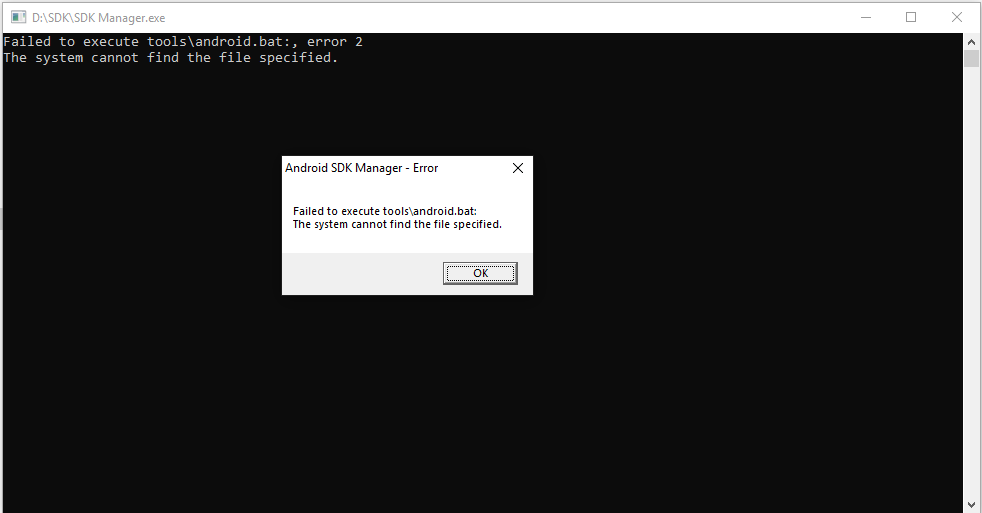 D:\SDK\SDK Manager.exe
Failed to execute tools\android.bat:, error 2
The system cannot find the file specified.
Android SDK Manager - Error
Failed to execute tools\android.bat:
The system cannot find the file specified.
OK